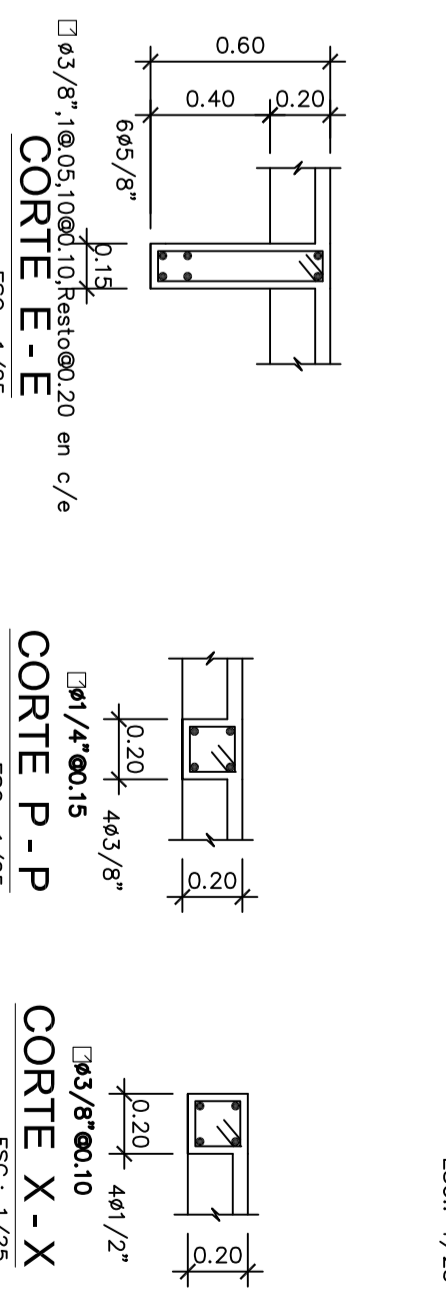 0.60
0.40
0.20
6ø5/8"
0.15
ø3/8",1@.05,10@0.10,Resto@0.20 en c/e
CORTE E - E
0.20
4ø3/8"
0.20
ø1/4"@0.15
CORTE P - P
0.20
4ø1/2"
0.20
ø3/8"@0.10
CORTE X - X
ESC : 1/25